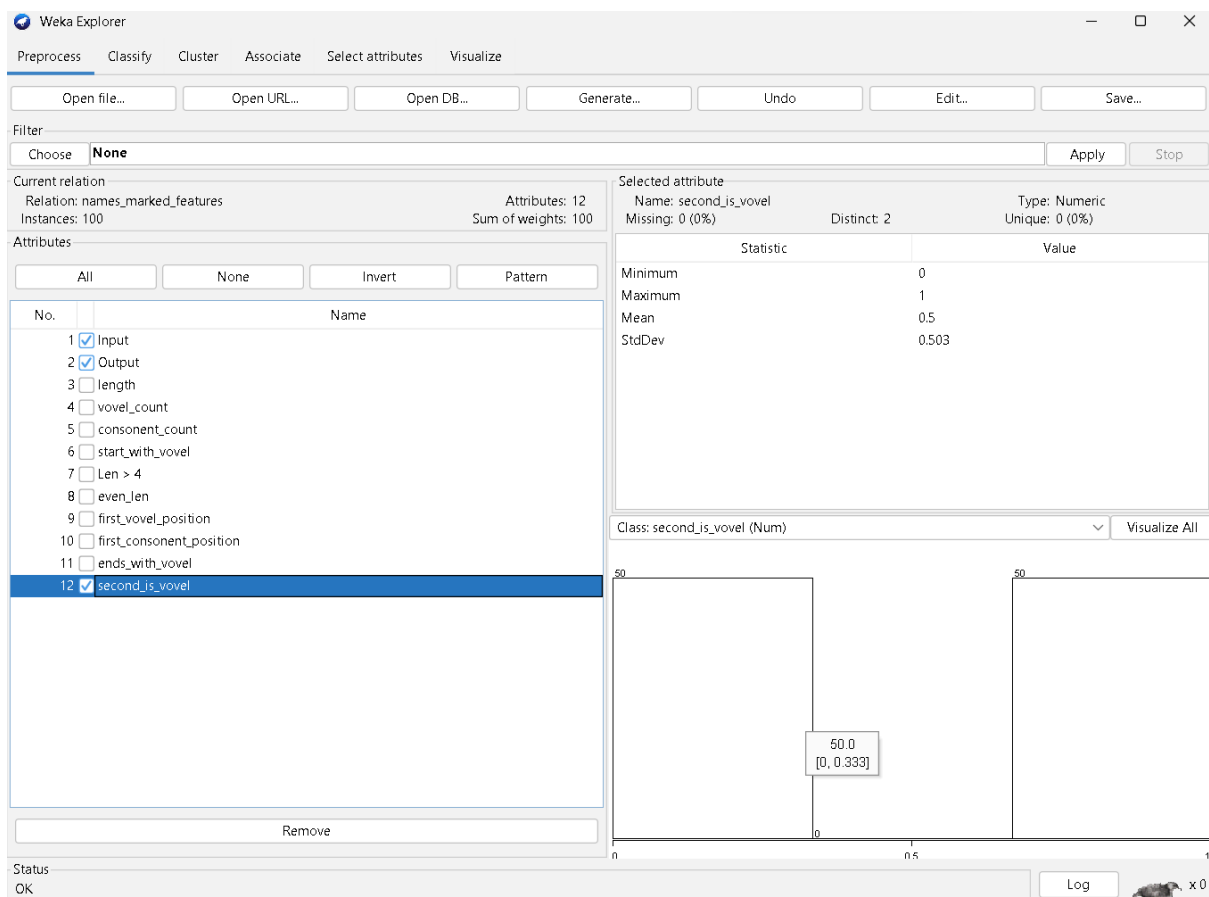 Weka Explorer
Preprocess Classify Cluster Associate Select attributes Visualize
Open file... Open URL... Open DB... Generate... Undo Edit... Save...
Filter
Choose None Apply Stop
Current relation
Relation: names_marked_features Attributes: 12
Instances: 100 Sum of weights: 100
Attributes
All None Invert Pattern
No. Name
1 Input
2 Output
3 length
4 vovel_count
5 consonent_count
6 start_with_vovel
7 Len > 4
8 even_len
9 first_vovel_position
10 first_consonent_position
11 ends_with_vovel
12 second_is_vovel
Remove
Selected attribute
Name: second_is_vovel Type: Numeric
Missing: 0 (0%) Distinct: 2 Unique: 0 (0%)
Statistic Value
Minimum 0
Maximum 1
Mean 0.5
StdDev 0.503
Class: second_is_vovel (Num) Visualize All
50 50
50.0
[0, 0.333]
0
0 0.5 1
Status
OK
Log x 0